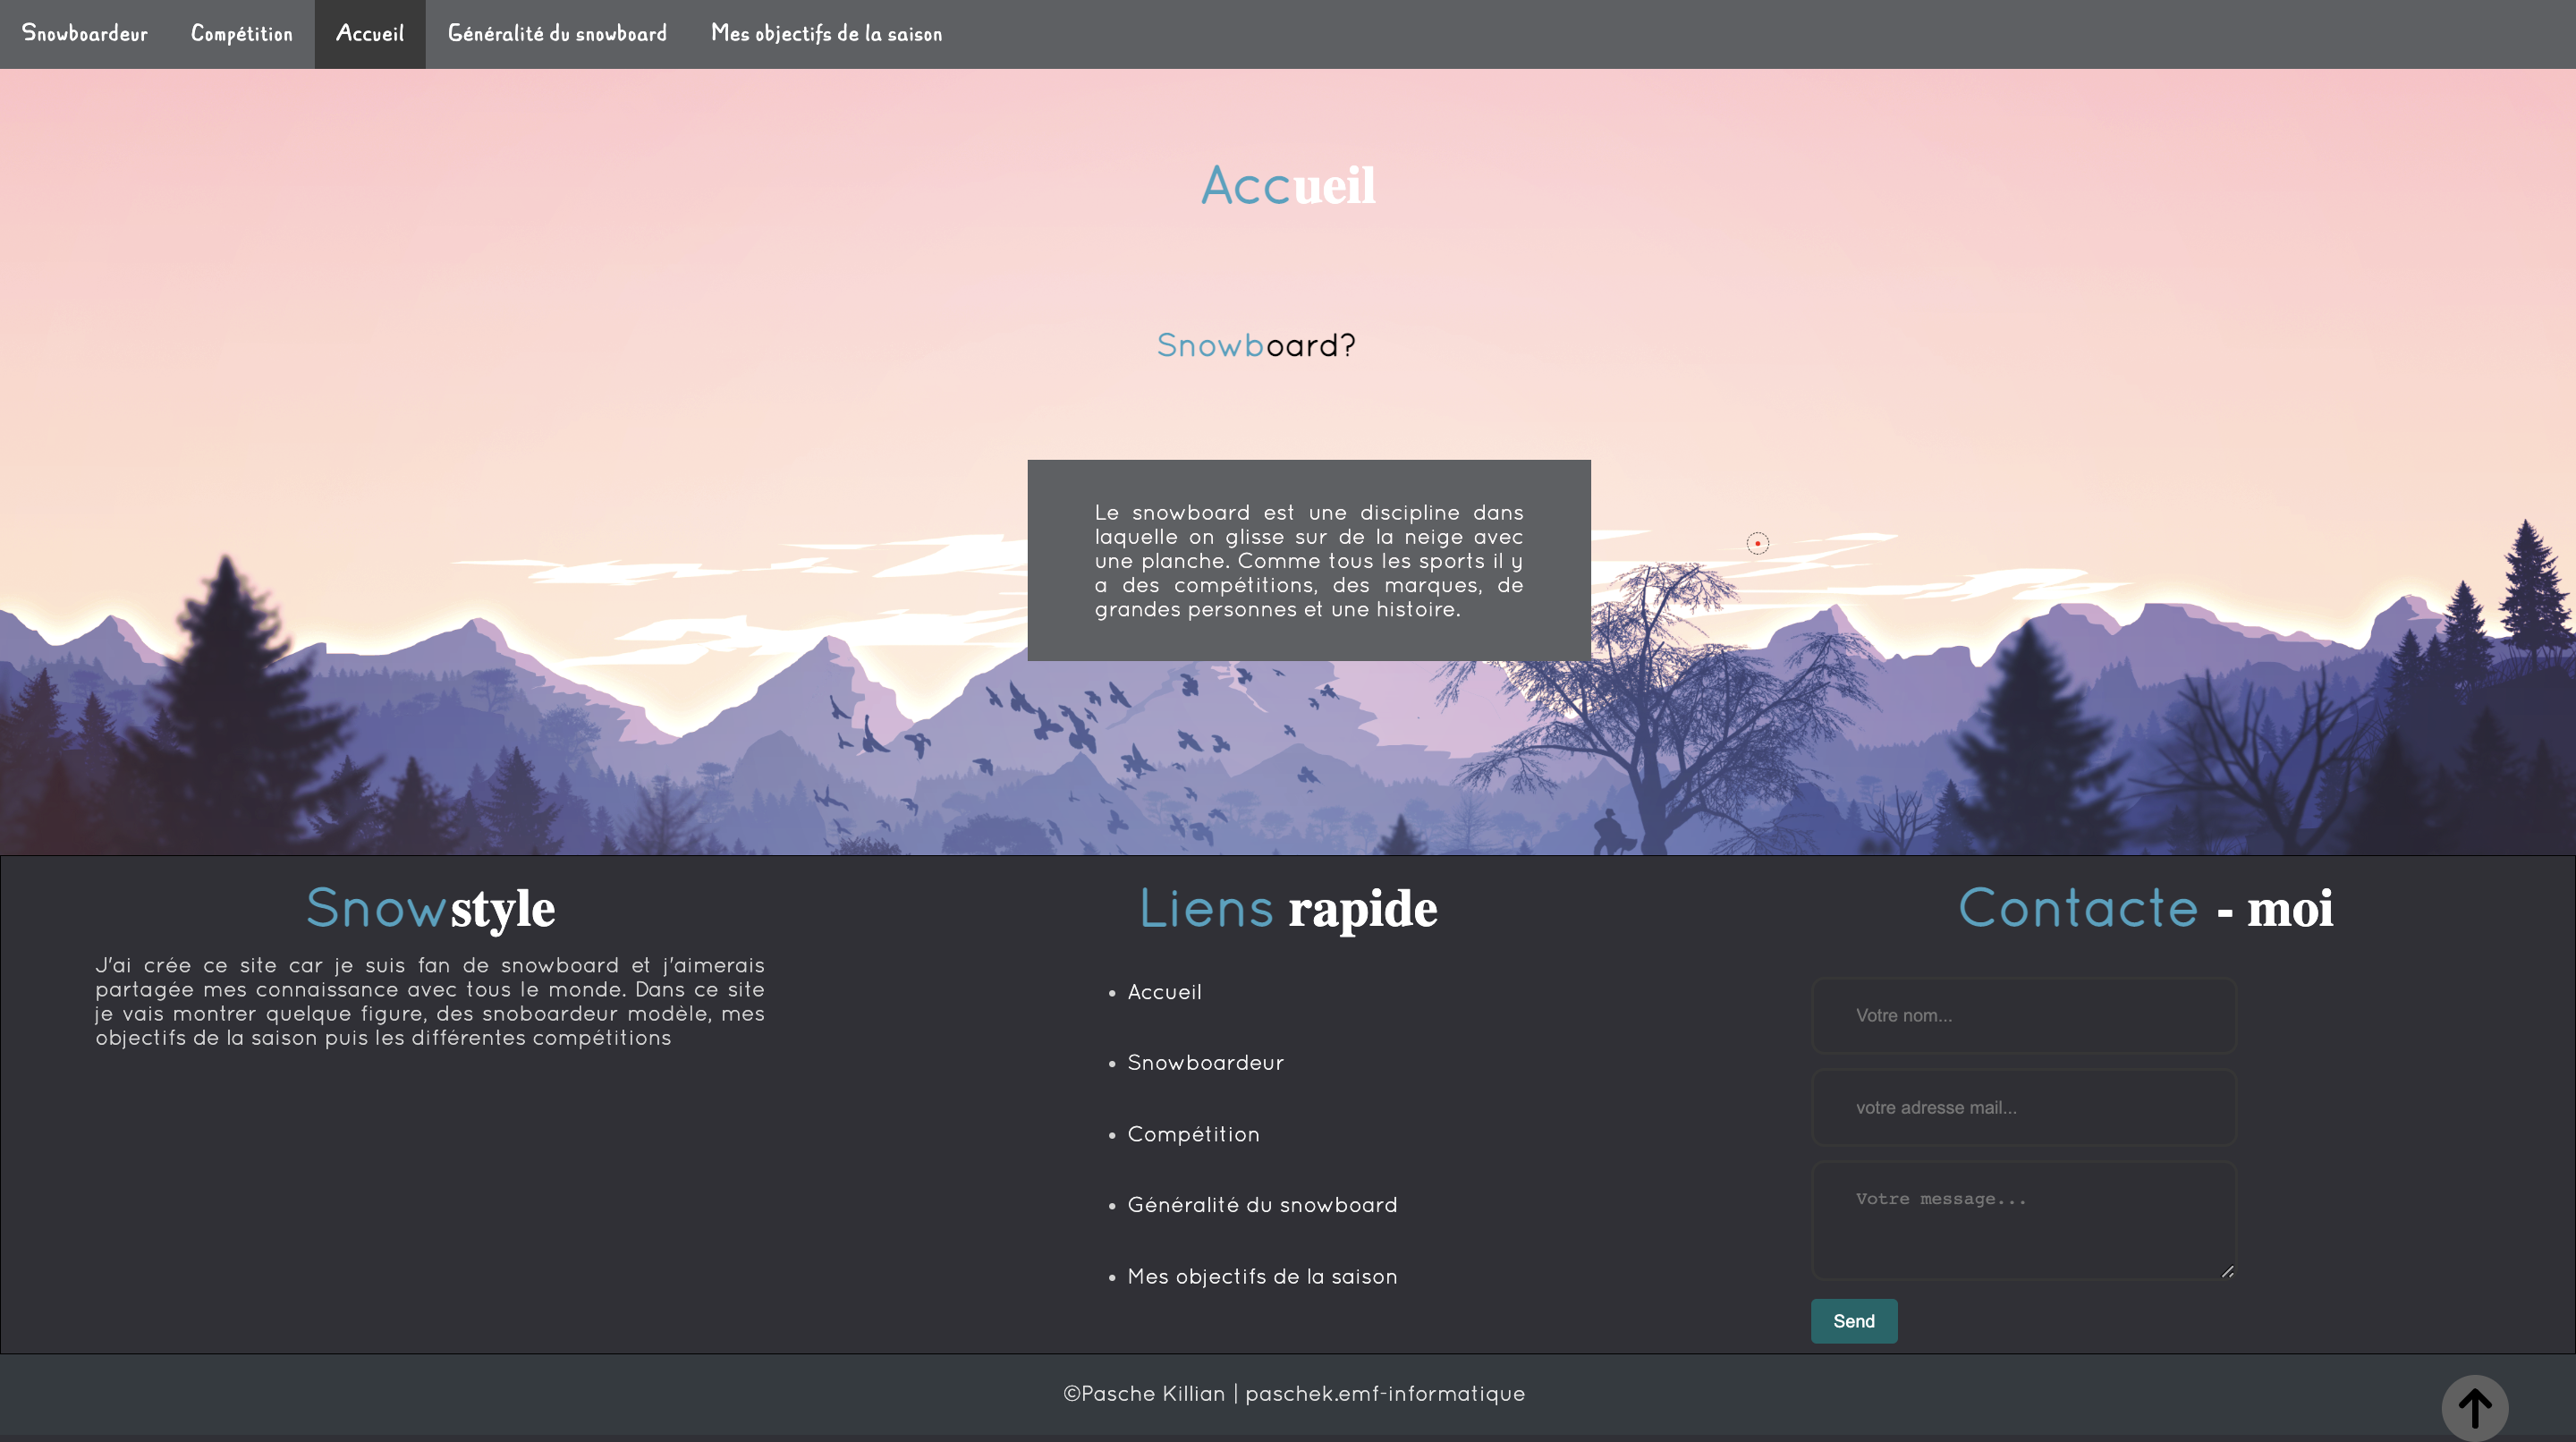 Snowboardeur Compétition Accueil Généralité du snowboard Mes objectifs de la saison
Accueil
Snowboard?
Le snowboard est une discipline dans
laquelle on glisse sur de la neige avec
une planche. Comme tous les sports il y
a des compétitions, des marques, de
grandes personnes et une histoire.
Snowstyle
J'ai crée ce site car je suis fan de snowboard et j'aimerais
partagée mes connaissance avec tous le monde. Dans ce site
je vais montrer quelque figure, des snoboardeur modèle, mes
objectifs de la saison puis les différentes compétitions
Liens rapide
• Accueil
• Snowboardeur
• Compétition
• Généralité du snowboard
• Mes objectifs de la saison
Contacte - moi
Votre nom...
votre adresse mail...
Votre message...
Send
©Pasche Killian | paschek.emf-informatique